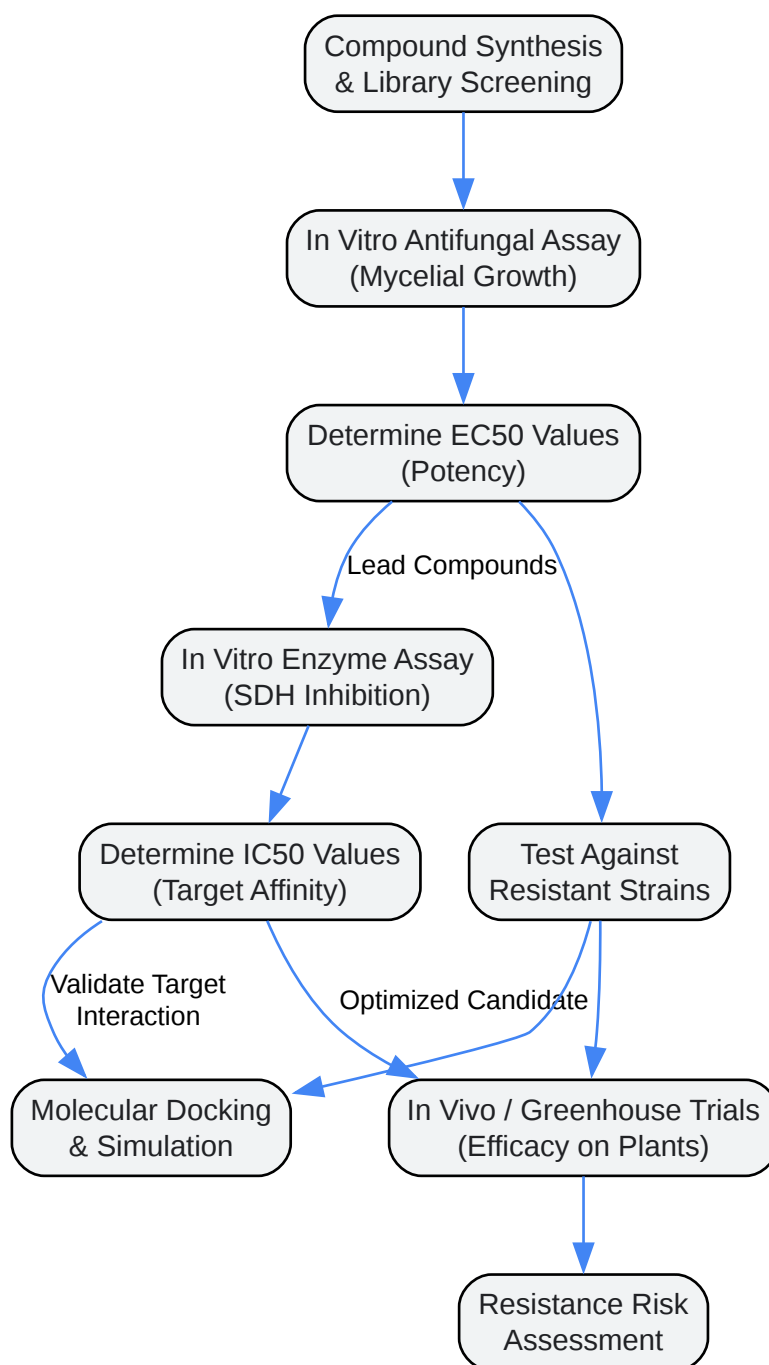 Compound Synthesis
& Library Screening
In Vitro Antifungal Assay
(Mycelial Growth)
Determine EC50 Values
(Potency)
Lead Compounds
In Vitro Enzyme Assay
(SDH Inhibition)
Determine IC50 Values
(Target Affinity)
Test Against
Resistant Strains
Validate Target
Interaction
Optimized Candidate
Molecular Docking
& Simulation
In Vivo / Greenhouse Trials
(Efficacy on Plants)
Resistance Risk
Assessment